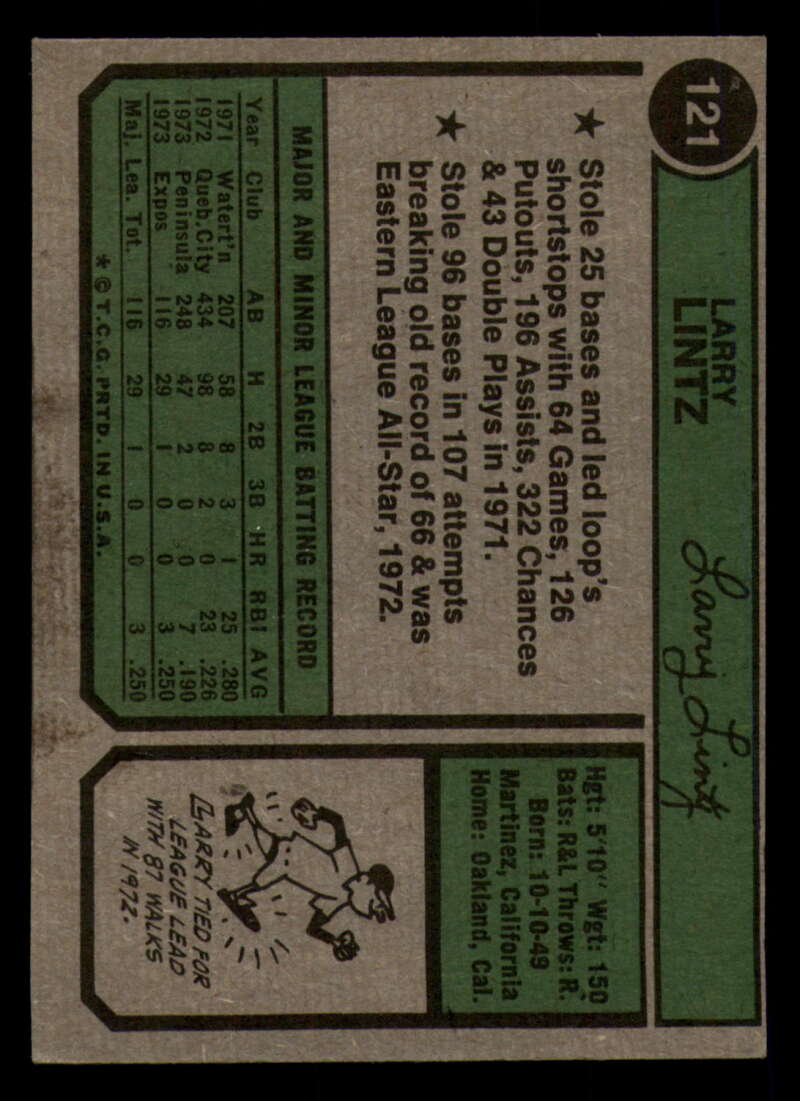 121
LARRY
LINTZ
Larry Lintz
★ Stole 25 bases and led loop's
shortstops with 64 Games, 126
Putouts, 196 Assists, 322 Chances
& 43 Double Plays in 1971.
★ Stole 96 bases in 107 attempts
breaking old record of 66 & was
Eastern League All-Star, 1972.
MAJOR AND MINOR LEAGUE BATTING RECORD
Year Club AB H 2B 3B HR RBI AVG
1971 Watert'n 207 58 8 3 1 25 .280
1972 Queb.City 434 98 8 2 0 23 .226
1973 Peninsula 248 47 2 0 0 7 .190
1973 Expos 116 29 1 0 0 3 .250
Maj. Lea. Tot. 116 29 1 0 0 3 .250
* © T.C.G. PRTD. IN U.S.A.
Hgt: 5'10" Wgt: 150
Bats: R&L Throws: R.
Born: 10-10-49
Martinez, California
Home: Oakland, Cal.
LARRY TIED FOR
LEAGUE LEAD
WITH 87 WALKS
IN 1972.